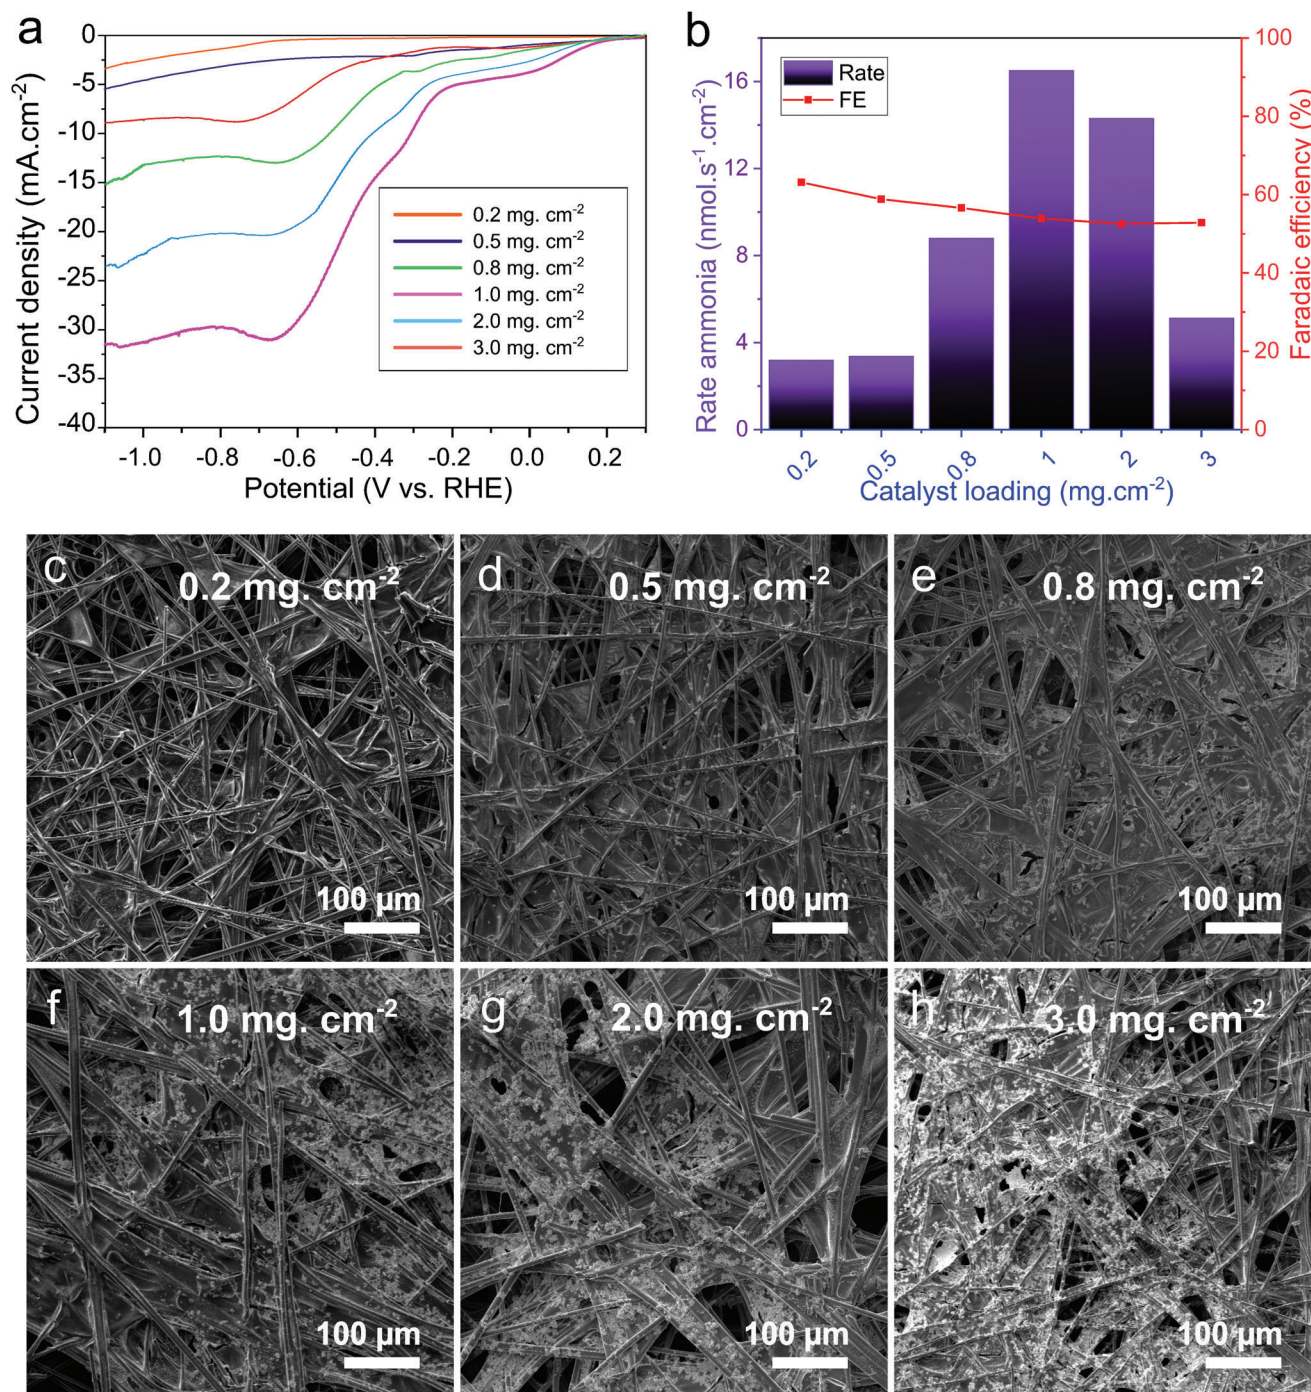 a
0
-5
-10
-15
-20
-25
-30
-35
-40
Current density (mA.cm⁻²)
0.2 mg. cm⁻²
0.5 mg. cm⁻²
0.8 mg. cm⁻²
1.0 mg. cm⁻²
2.0 mg. cm⁻²
3.0 mg. cm⁻²
-1.0 -0.8 -0.6 -0.4 -0.2 0.0 0.2
Potential (V vs. RHE)
b
Rate ammonia (nmol.s⁻¹.cm⁻²)
16
12
8
4
0
Rate
FE
100
80
60
40
20
0
Faradaic efficiency (%)
0.2 0.5 0.8 1 2 3
Catalyst loading (mg.cm⁻²)
c
0.2 mg. cm⁻²
100 µm
d
0.5 mg. cm⁻²
100 µm
e
0.8 mg. cm⁻²
100 µm
f
1.0 mg. cm⁻²
100 µm
g
2.0 mg. cm⁻²
100 µm
h
3.0 mg. cm⁻²
100 µm